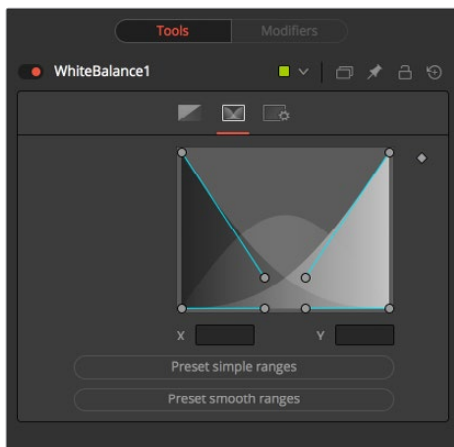 Tools Modifiers
WhiteBalance1
X Y
Preset simple ranges
Preset smooth ranges